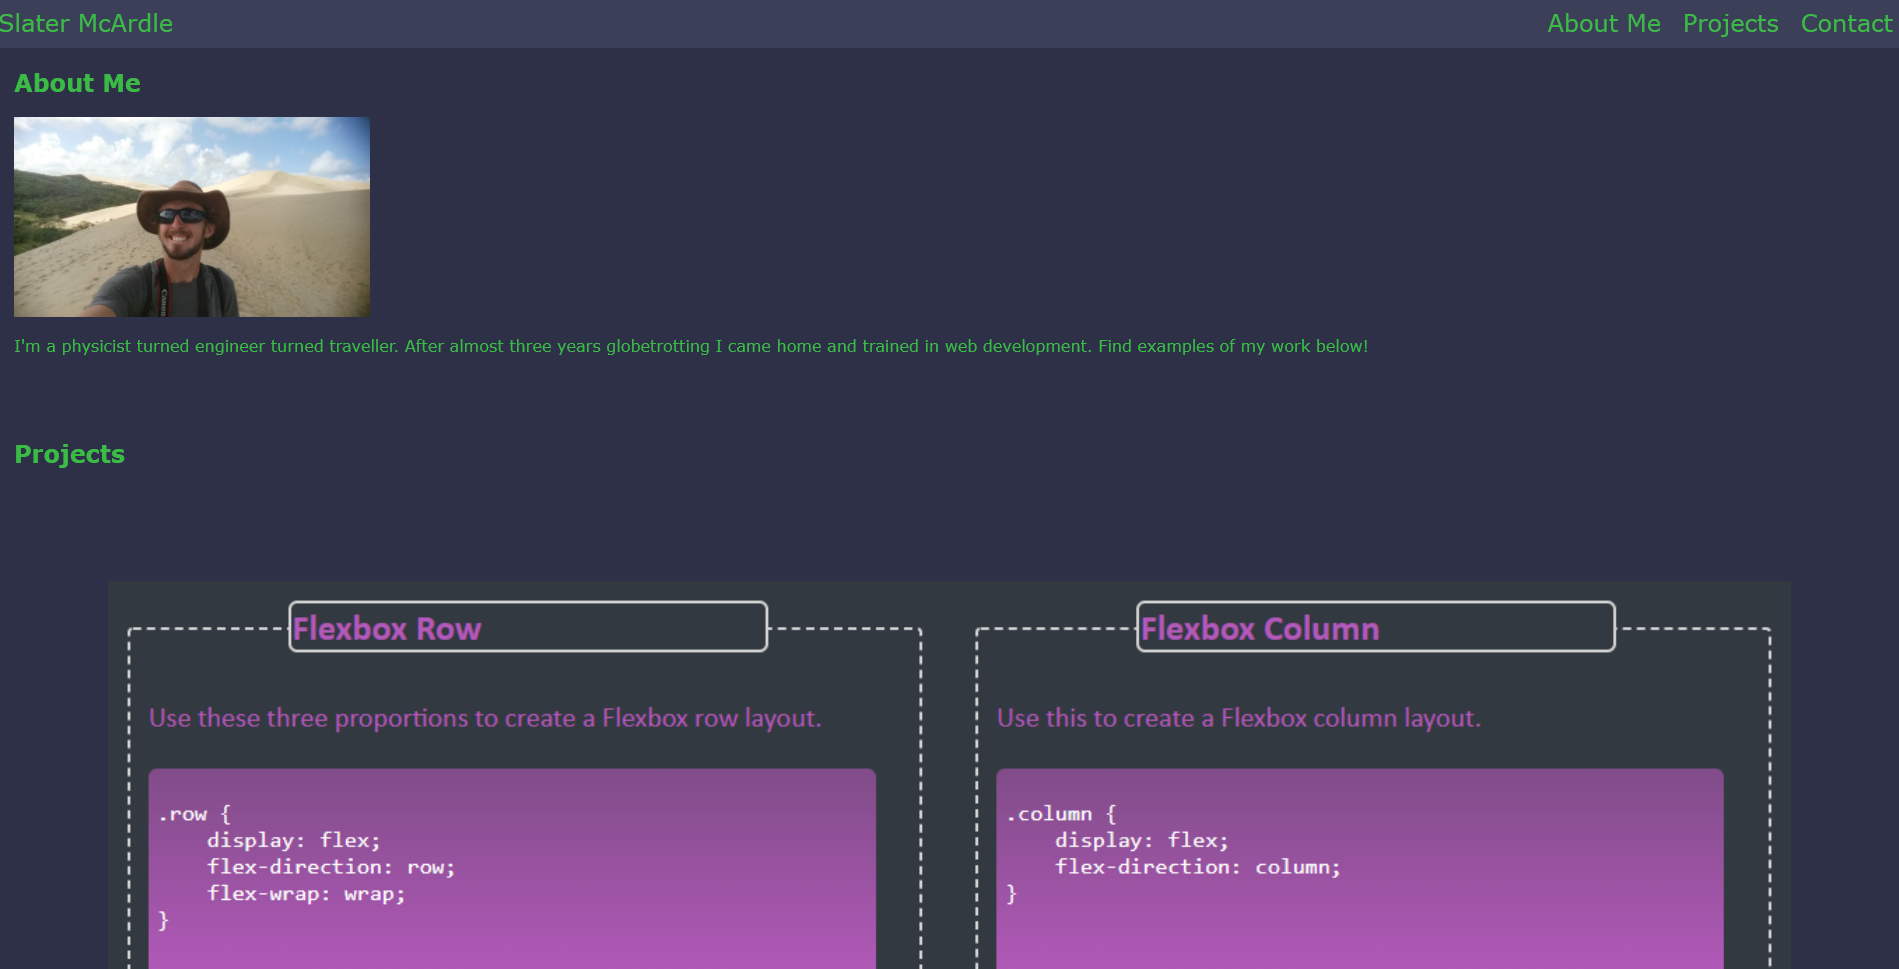 Slater McArdle
About Me Projects Contact
About Me
Canon
I'm a physicist turned engineer turned traveller. After almost three years globetrotting I came home and trained in web development. Find examples of my work below!
Projects
Flexbox Row
Use these three proportions to create a Flexbox row layout.
.row {
    display: flex;
    flex-direction: row;
    flex-wrap: wrap;
}
Flexbox Column
Use this to create a Flexbox column layout.
.column {
    display: flex;
    flex-direction: column;
}